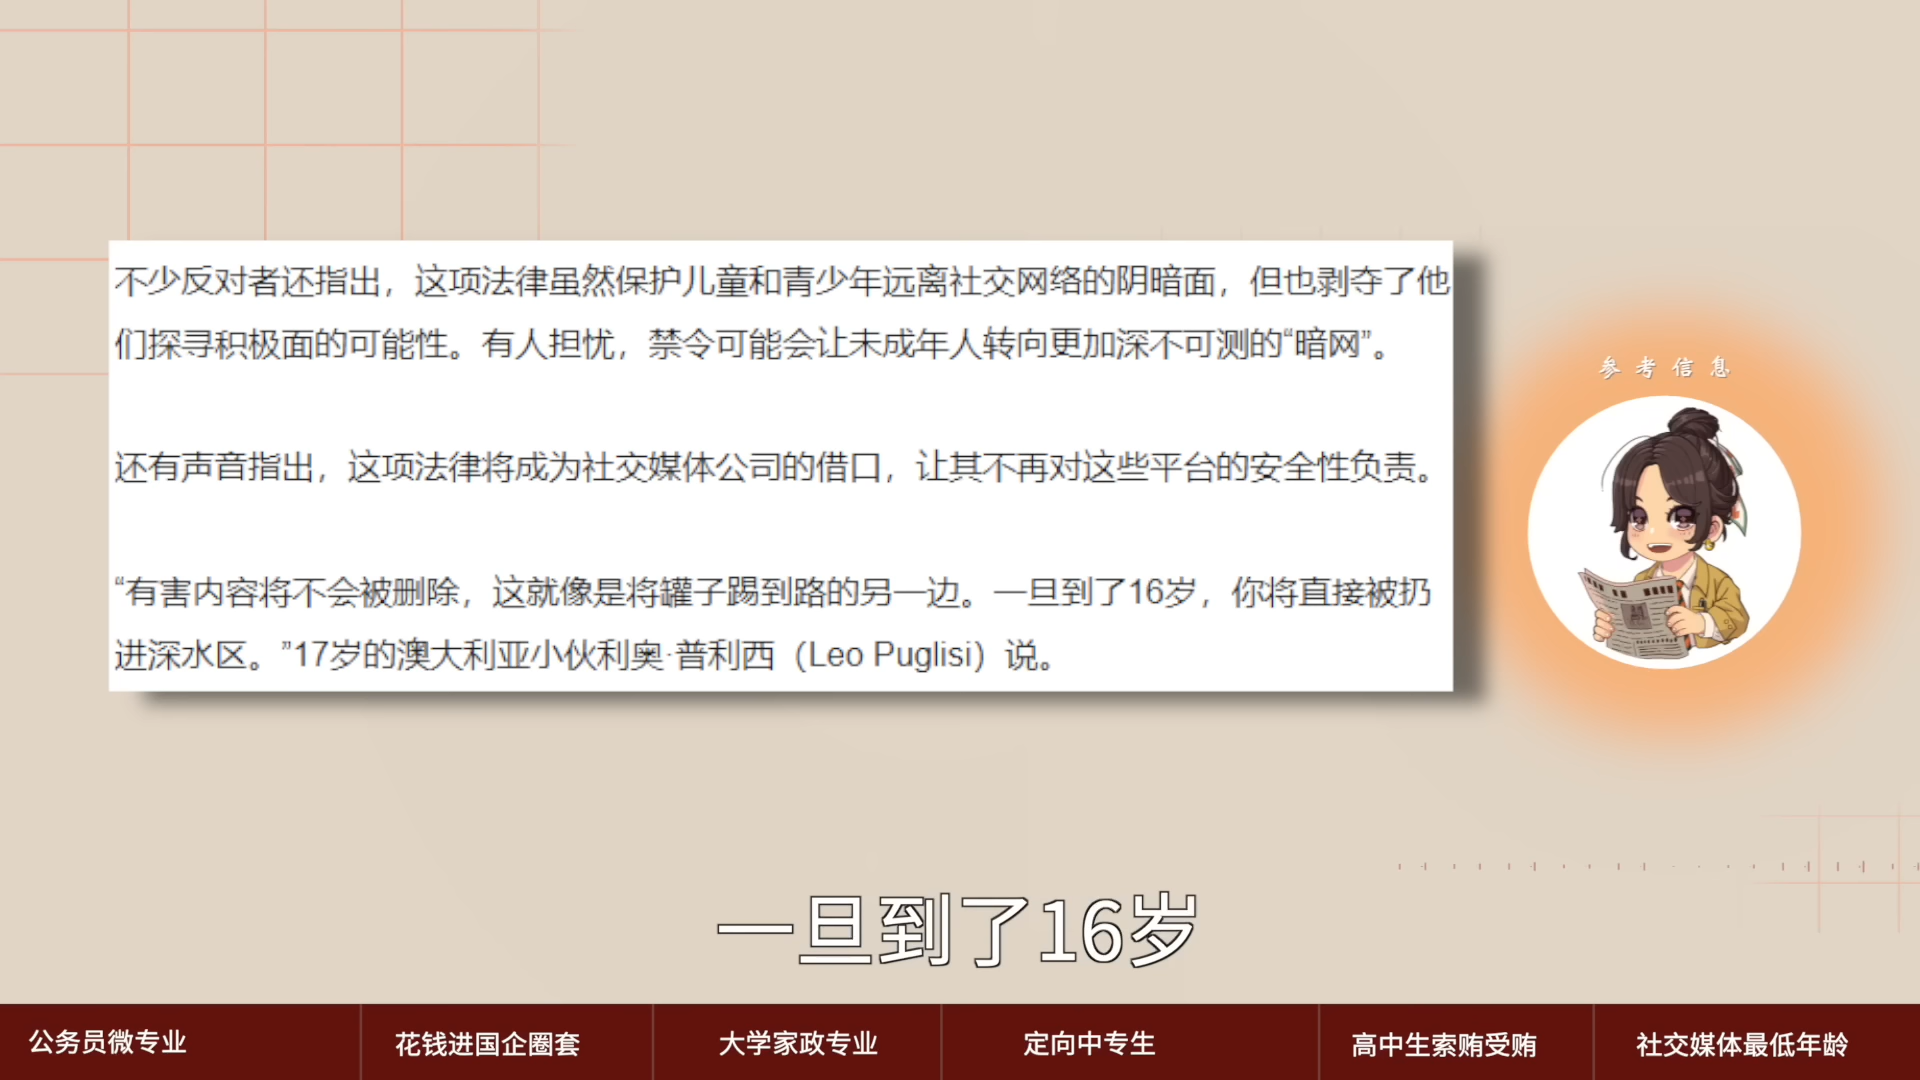 不少反对者还指出，这项法律虽然保护儿童和青少年远离社交网络的阴暗面，但也剥夺了他
们探寻积极面的可能性。有人担忧，禁令可能会让未成年人转向更加深不可测的“暗网”。
还有声音指出，这项法律将成为社交媒体公司的借口，让其不再对这些平台的安全性负责。
“有害内容将不会被删除，这就像是将罐子踢到路的另一边。一旦到了16岁，你将直接被扔
进深水区。”17岁的澳大利亚小伙利奥·普利西（Leo Puglisi）说。
参考信息
一旦到了16岁
公务员微专业
花钱进国企圈套
大学家政专业
定向中专生
高中生索贿受贿
社交媒体最低年龄